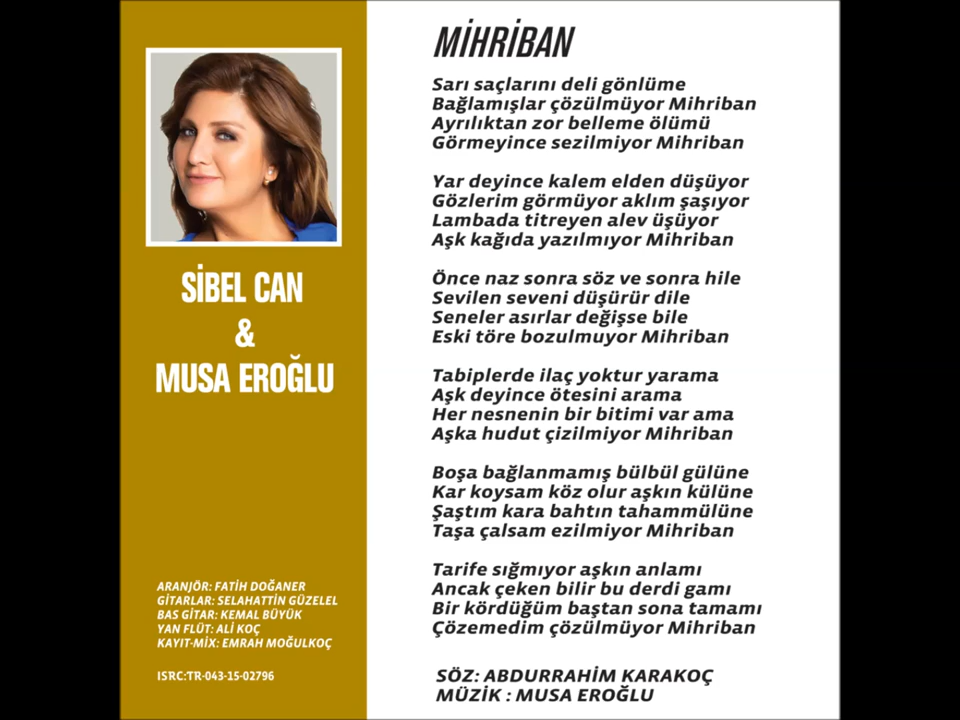 SİBEL CAN
&
MUSA EROĞLU
ARANJÖR: FATİH DOĞANER
GİTARLAR: SELAHATTİN GÜZELEL
BAS GİTAR: KEMAL BÜYÜK
YAN FLÜT: ALİ KOÇ
KAYIT-MİX: EMRAH MOĞULKOÇ
ISRC:TR-043-15-02796
MİHRİBAN
Sarı saçlarını deli gönlüme
Bağlamışlar çözülmüyor Mihriban
Ayrılıktan zor belleme ölümü
Görmeyince sezilmiyor Mihriban
Yar deyince kalem elden düşüyor
Gözlerim görmüyor aklım şaşıyor
Lambada titreyen alev üşüyor
Aşk kağıda yazılmıyor Mihriban
Önce naz sonra söz ve sonra hile
Sevilen seveni düşürür dile
Seneler asırlar değişse bile
Eski töre bozulmuyor Mihriban
Tabiplerde ilaç yoktur yarama
Aşk deyince ötesini arama
Her nesnenin bir bitimi var ama
Aşka hudut çizilmiyor Mihriban
Boşa bağlanmamış bülbül gülüne
Kar koysam köz olur aşkın külüne
Şaştım kara bahtın tahammülüne
Taşa çalsam ezilmiyor Mihriban
Tarife sığmıyor aşkın anlamı
Ancak çeken bilir bu derdi gamı
Bir kördüğüm baştan sona tamamı
Çözemedim çözülmüyor Mihriban
SÖZ: ABDURRAHİM KARAKOÇ
MÜZİK : MUSA EROĞLU